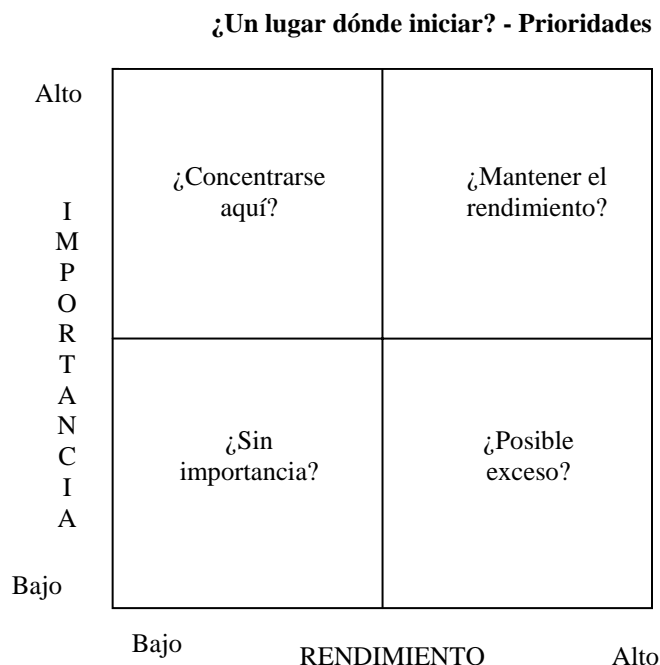 ¿Un lugar dónde iniciar? - Prioridades
Alto
¿Concentrarse
aquí?
¿Mantener el
rendimiento?
I
M
P
O
R
T
A
N
C
I
A
¿Sin
importancia?
¿Posible
exceso?
Bajo
Bajo
RENDIMIENTO
Alto